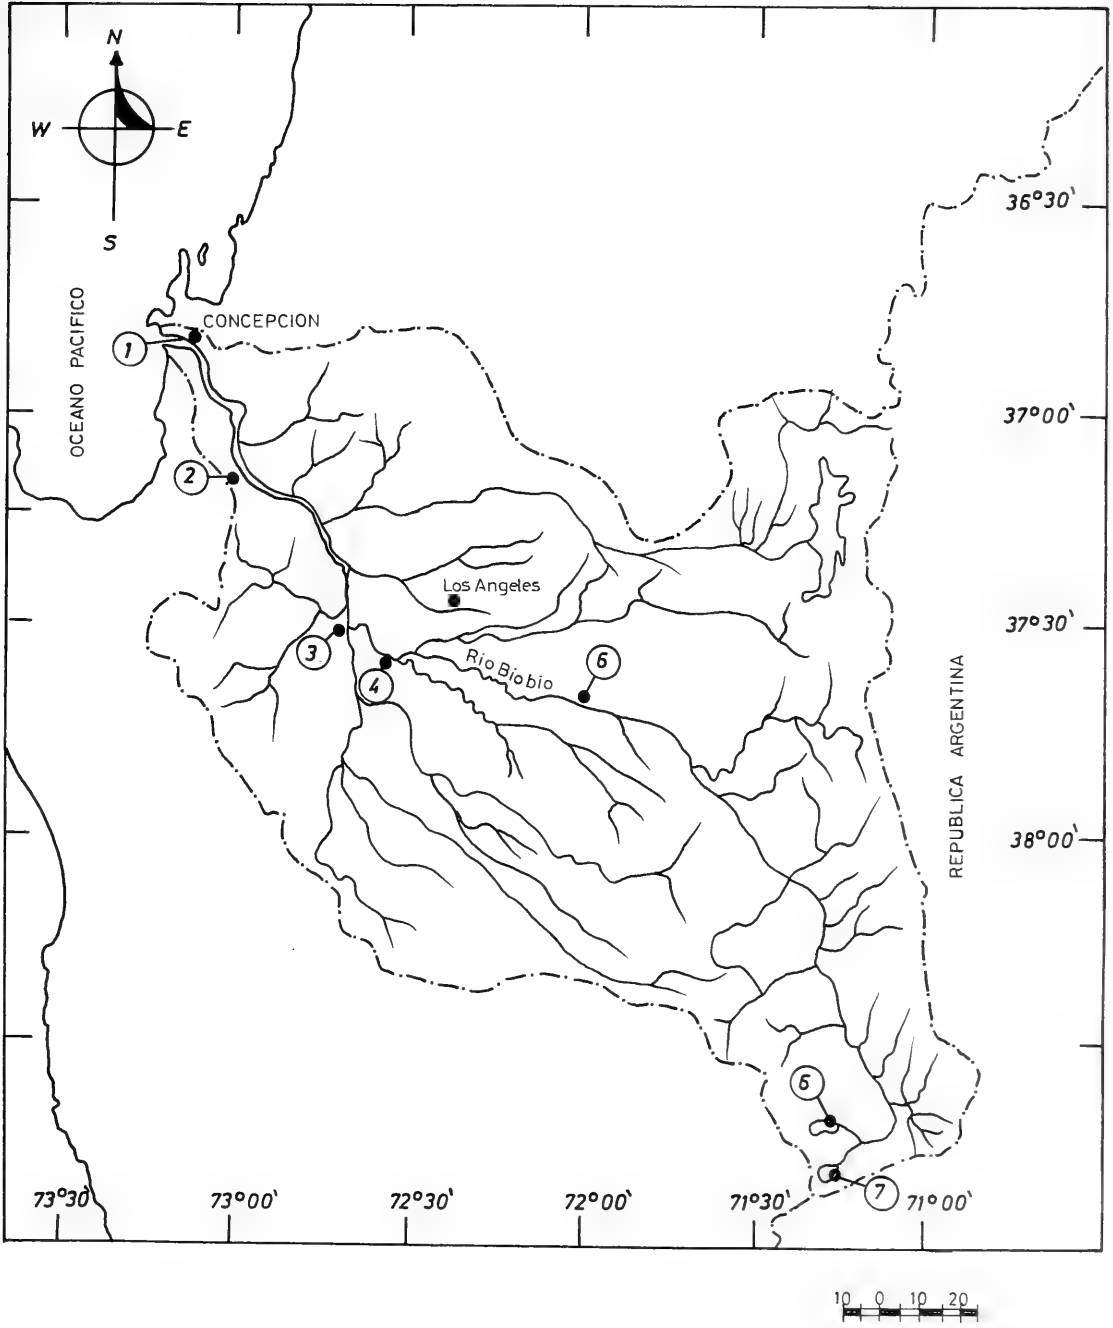 N
W E
S
36°30'
OCEANO PACIFICO
CONCEPCION
1
37°00'
2
Los Angeles
37°30'
3
4
Rio Biobio
6
REPUBLICA ARGENTINA
38°00'
6
7
73°30' 73°00' 72°30' 72°00' 71°30' 71°00'
10 0 10 20